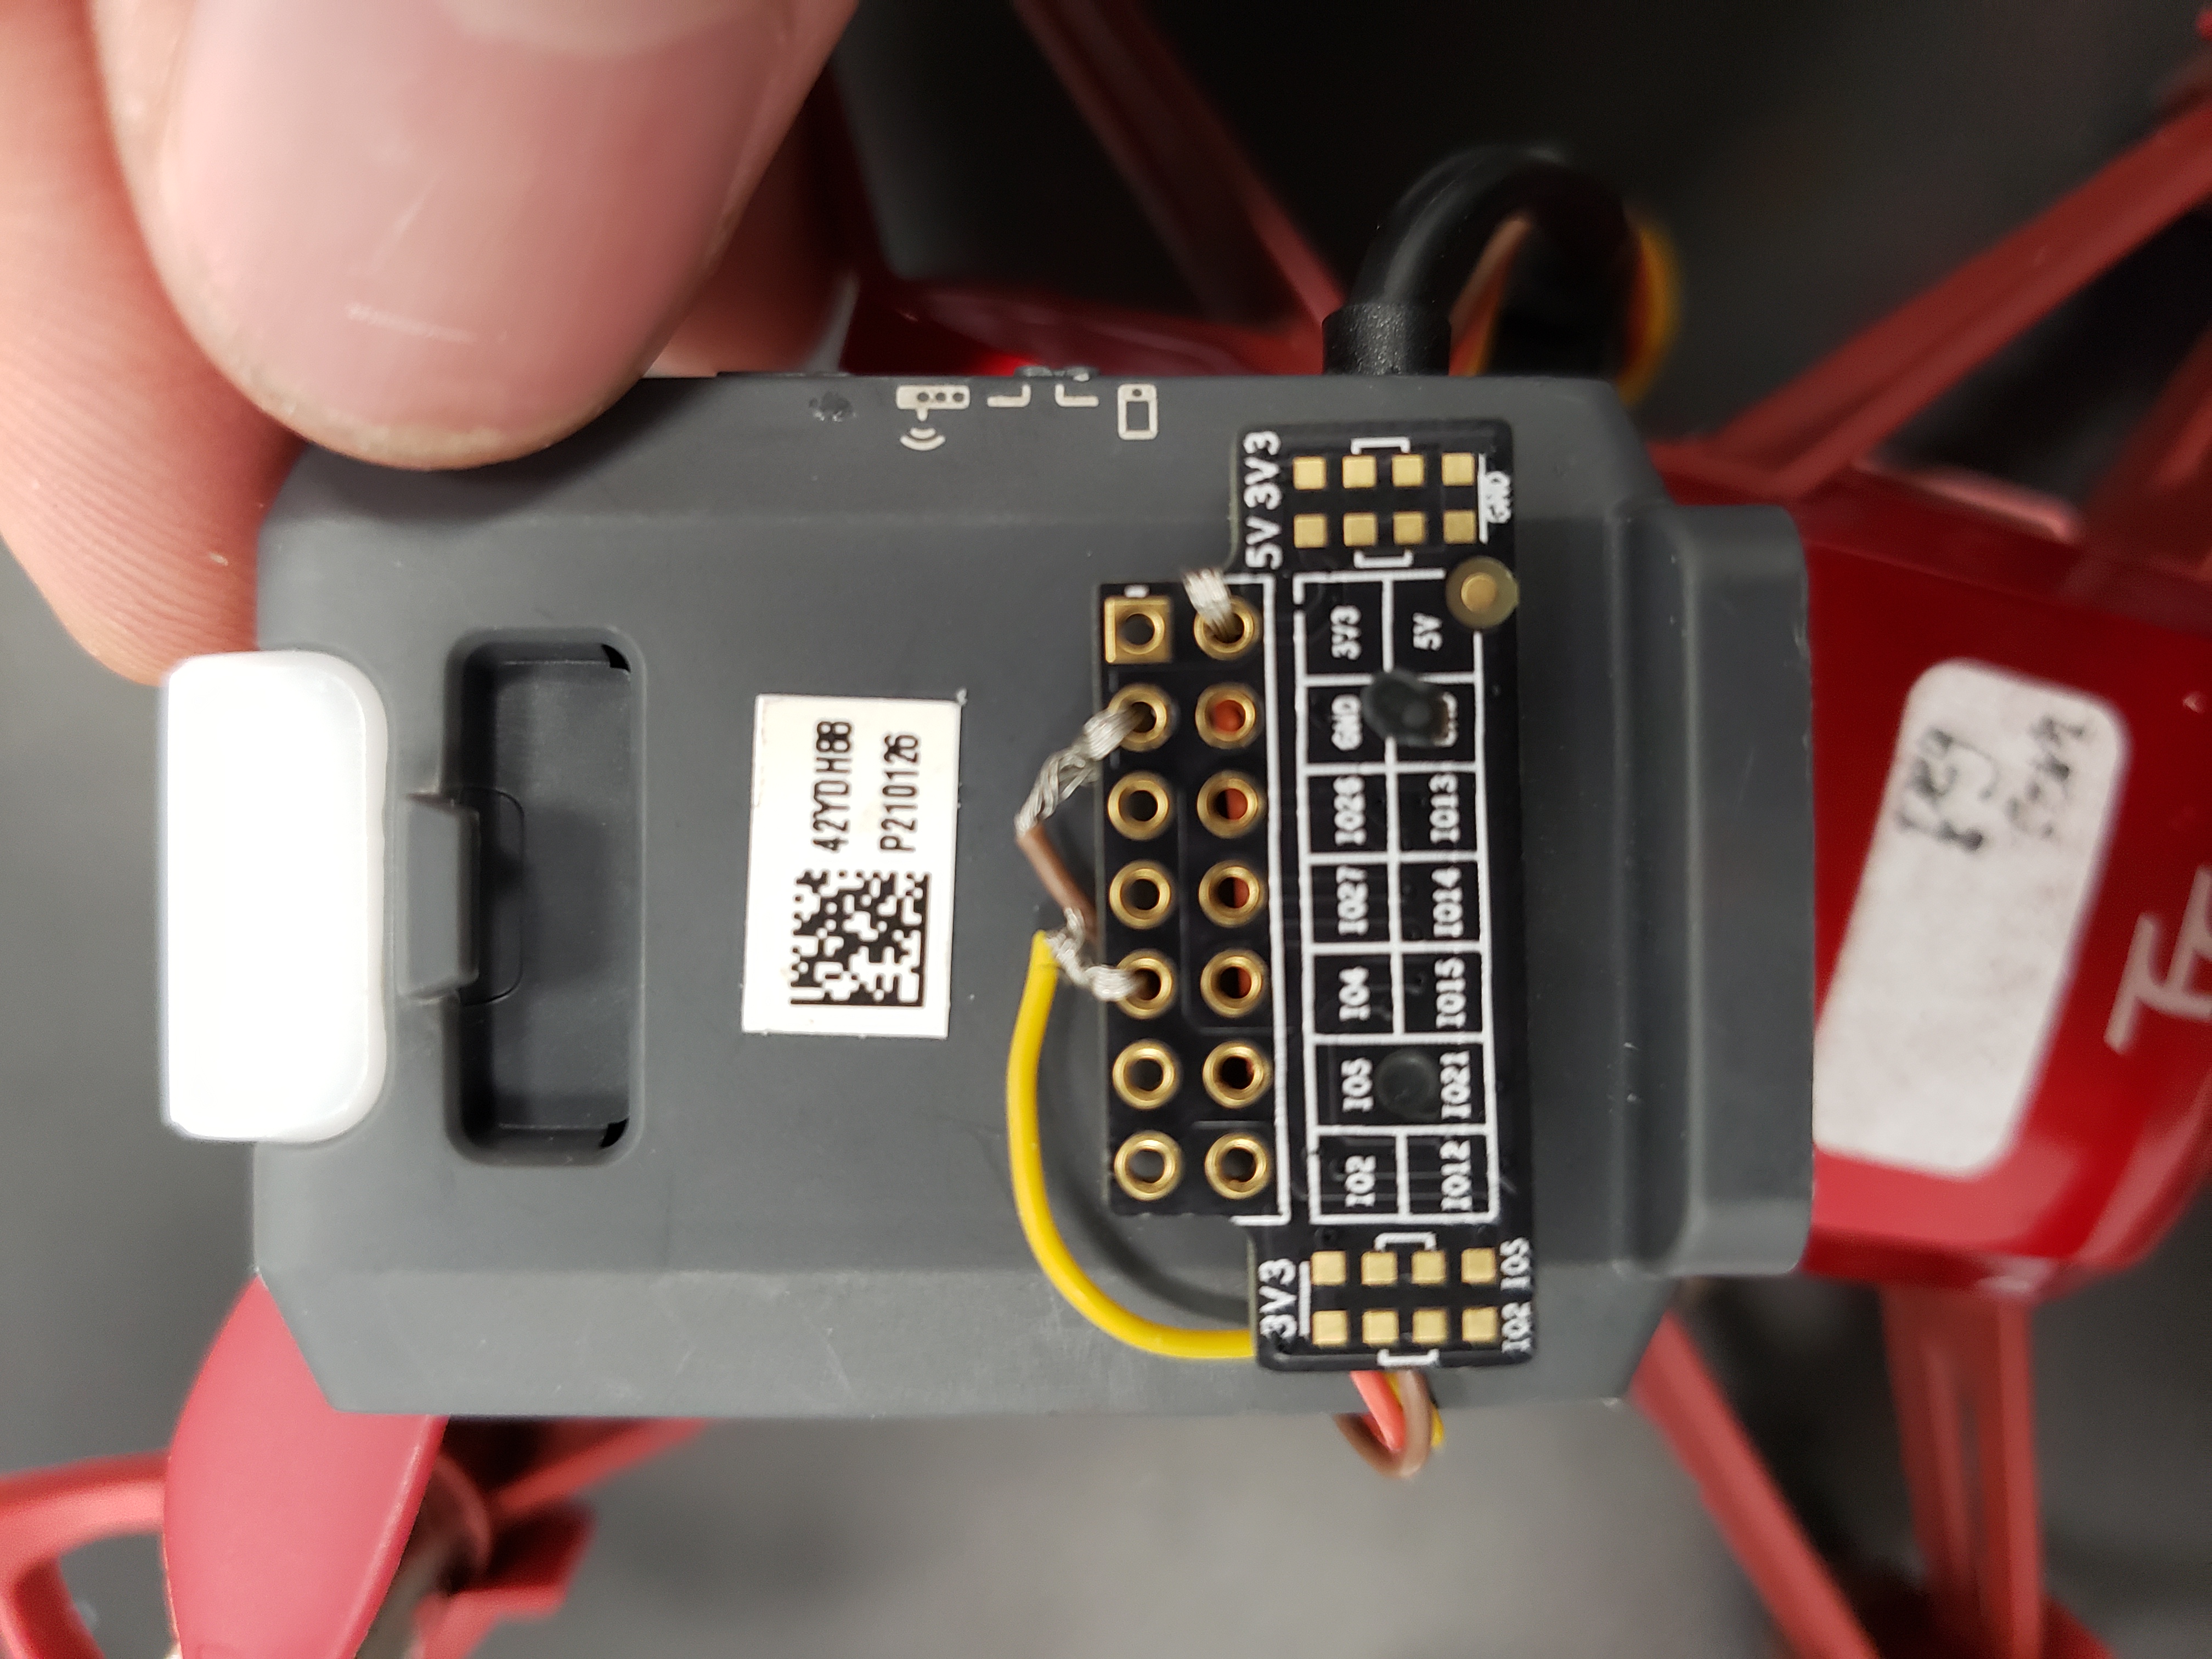 42YDH88
P210126
3V3
5V 3V3
IO2 IO5 IO4 IO27 IO26 GND 3V3
IO12 IO21 IO15 IO14 IO13 GND 5V
IO2 IO5
GND